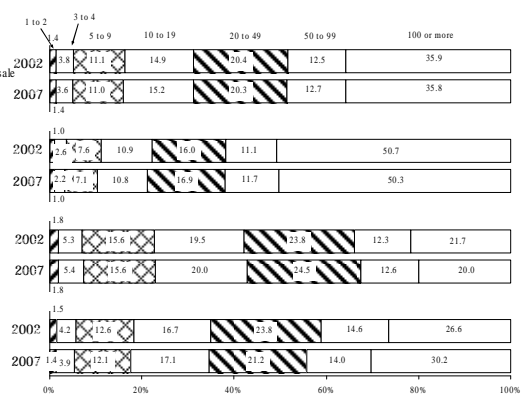 1 to 2
3 to 4
1.4 5 to 9 10 to 19 20 to 49 50 to 99 100 or more
2002 3.8 11.1 14.9 20.4 12.5 35.9
sale
2007 3.6 11.0 15.2 20.3 12.7 35.8
1.4
1.0
2002 2.6 7.6 10.9 16.0 11.1 50.7
2007 2.2 7.1 10.8 16.9 11.7 50.3
1.0
1.8
2002 5.3 15.6 19.5 23.8 12.3 21.7
2007 5.4 15.6 20.0 24.5 12.6 20.0
1.8
1.5
2002 4.2 12.6 16.7 23.8 14.6 26.6
2007 1.4 3.9 12.1 17.1 21.2 14.0 30.2
0% 20% 40% 60% 80% 100%